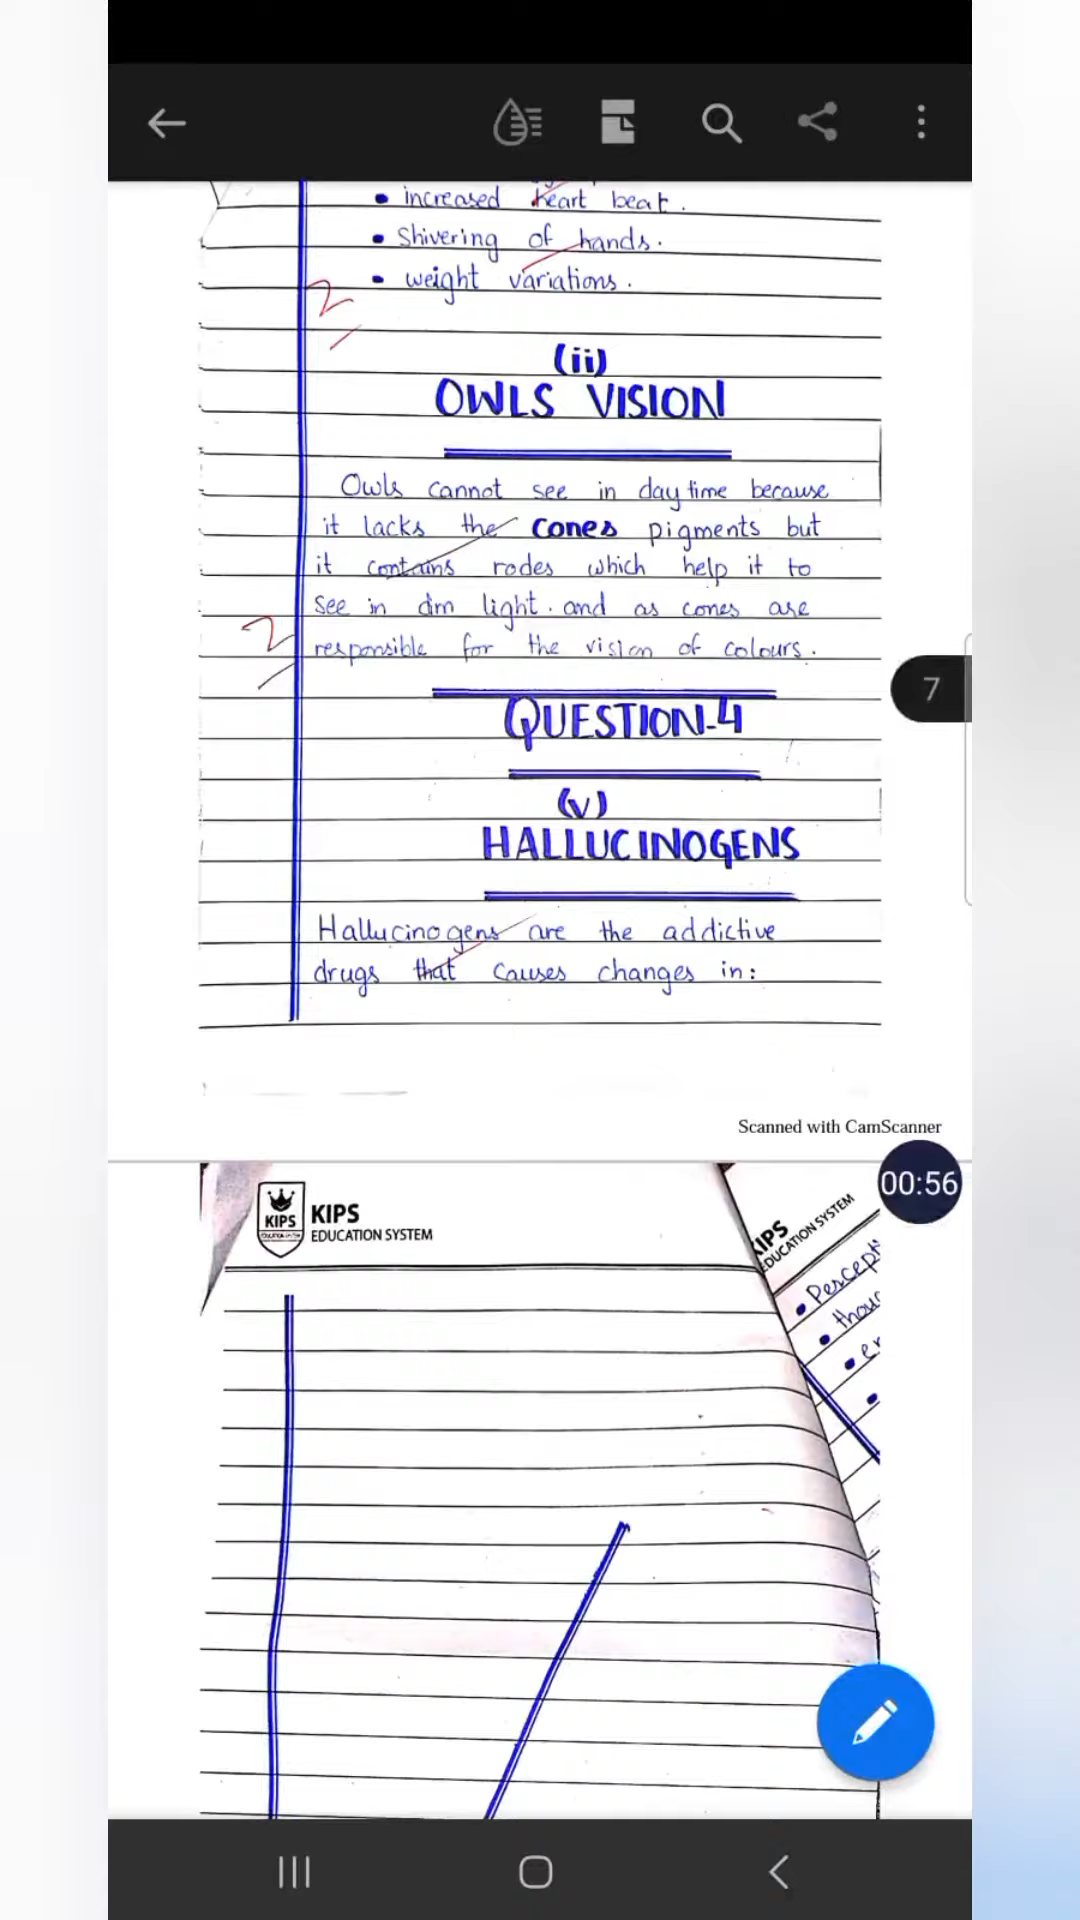 • increased heart beat.
• Shivering of hands.
• weight variations.
2
(ii)
OWLS VISION
Owls cannot see in day time because
it lacks the cones pigments but
it contains rodes which help it to
See in dim light. and as cones are
2
responsible for the vision of colours.
7
QUESTION-4
(v)
HALLUCINOGENS
Hallucinogens are the addictive
drugs that causes changes in:
Scanned with CamScanner
00:56
KIPS
KIPS
EDUCATION SYSTEM
KIPS
EDUCATION SYSTEM